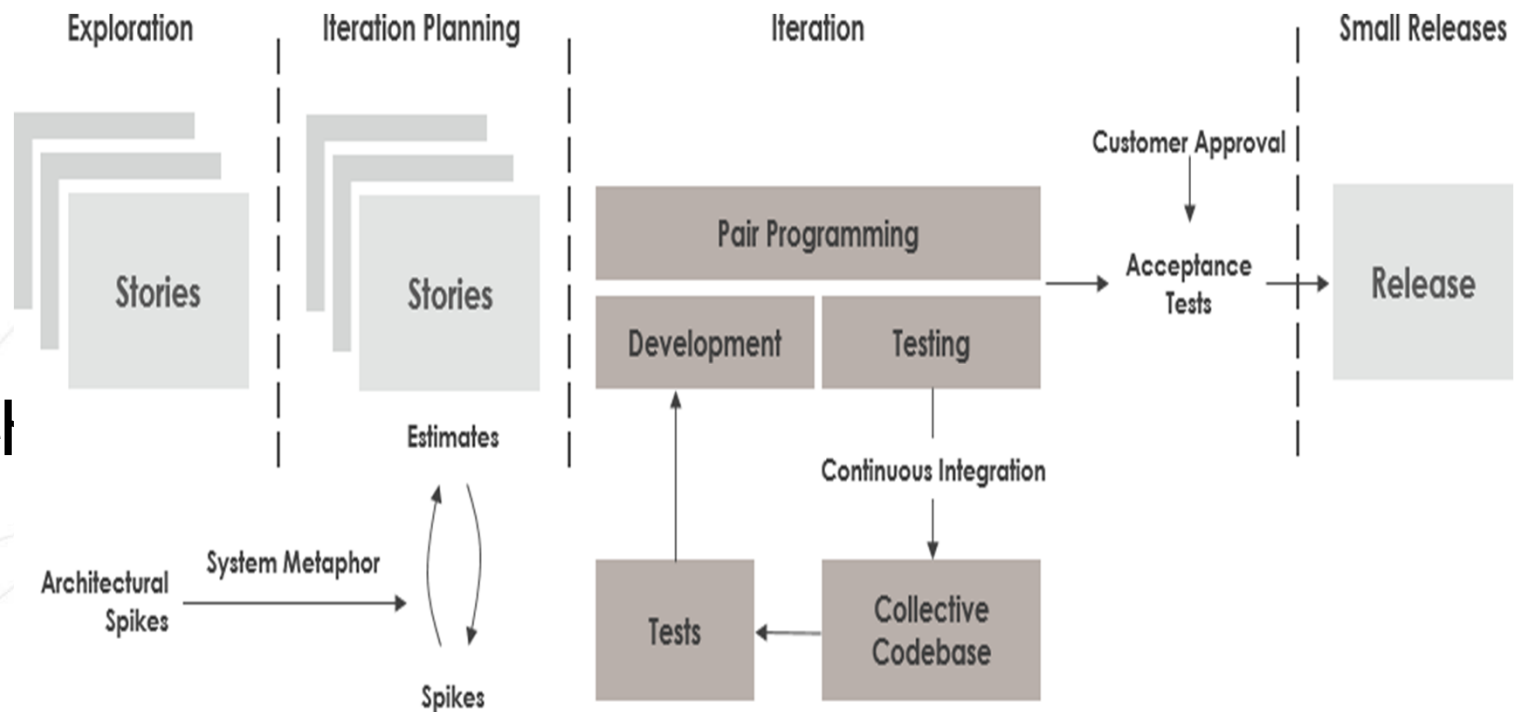 Exploration
Iteration Planning
Iteration
Small Releases
Stories
Stories
Estimates
Architectural
Spikes
System Metaphor
Spikes
Pair Programming
Development
Testing
Continuous Integration
Tests
Collective
Codebase
Customer Approval
Acceptance
Tests
Release